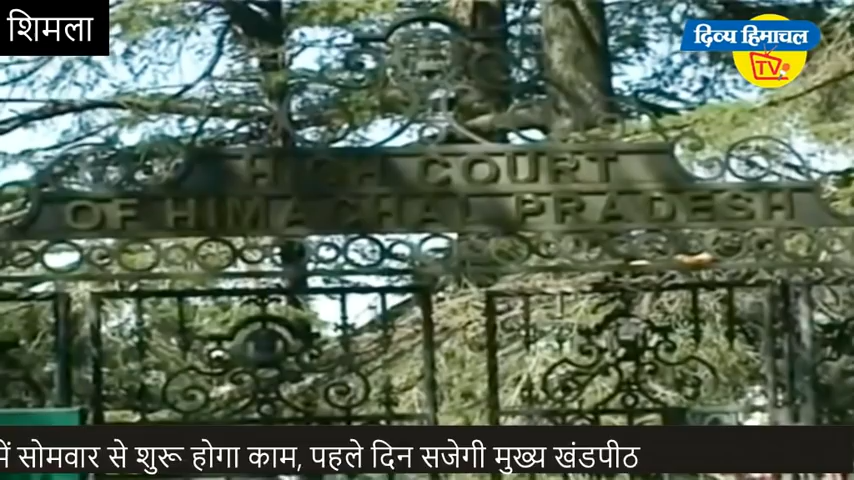 शिमला
दिव्य हिमाचल
TV
HIGH COURT
OF HIMACHAL PRADESH
में सोमवार से शुरू होगा काम, पहले दिन सजेगी मुख्य खंडपीठ